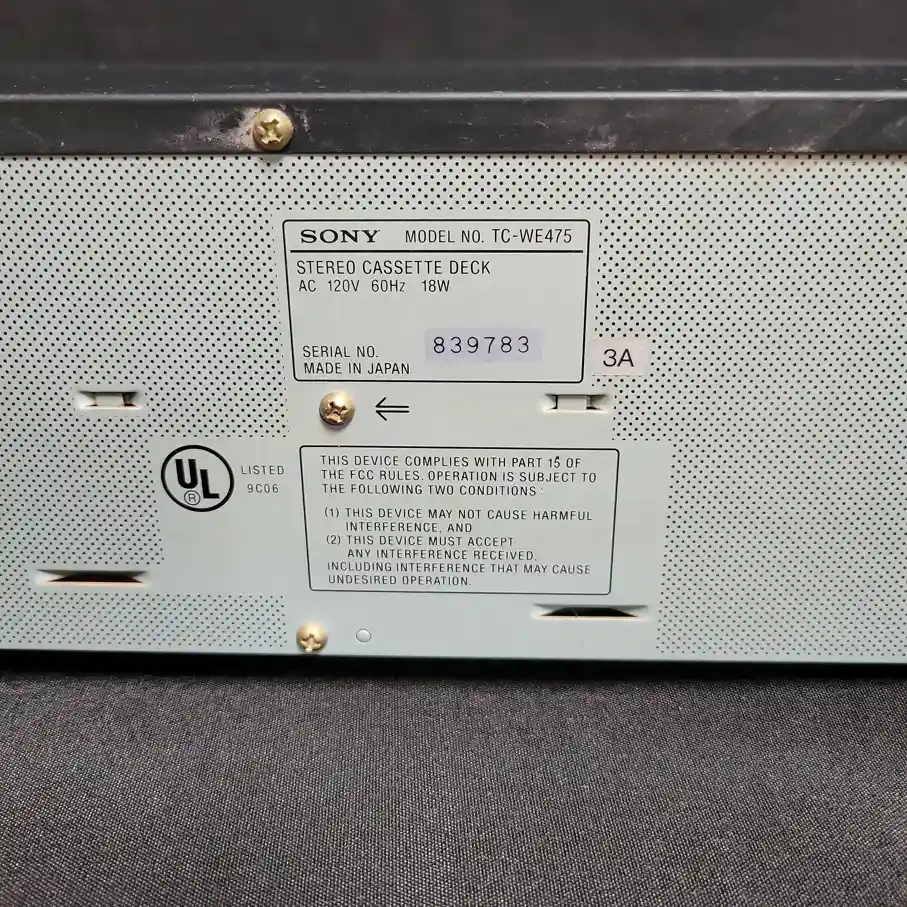 SONY MODEL NO. TC-WE475
STEREO CASSETTE DECK
AC 120V 60Hz 18W
SERIAL NO. 839783
MADE IN JAPAN
3A
UL
®
LISTED
9C06
THIS DEVICE COMPLIES WITH PART 15 OF
THE FCC RULES. OPERATION IS SUBJECT TO
THE FOLLOWING TWO CONDITIONS :
(1) THIS DEVICE MAY NOT CAUSE HARMFUL
INTERFERENCE, AND
(2) THIS DEVICE MUST ACCEPT
ANY INTERFERENCE RECEIVED,
INCLUDING INTERFERENCE THAT MAY CAUSE
UNDESIRED OPERATION.